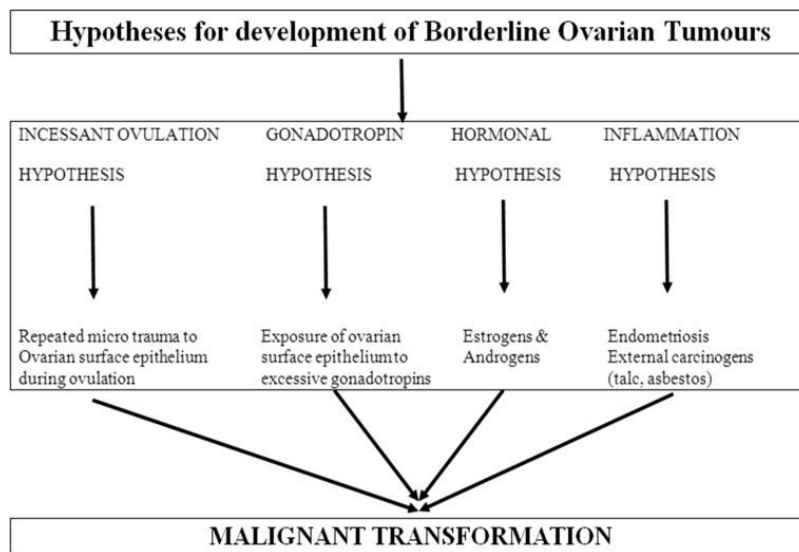 Hypotheses for development of Borderline Ovarian Tumours
INCESSANT OVULATION
HYPOTHESIS
GONADOTROPIN
HYPOTHESIS
HORMONAL
HYPOTHESIS
INFLAMMATION
HYPOTHESIS
Repeated micro trauma to
Ovarian surface epithelium
during ovulation
Exposure of ovarian
surface epithelium to
excessive gonadotropins
Estrogens &
Androgens
Endometriosis
External carcinogens
(talc, asbestos)
MALIGNANT TRANSFORMATION